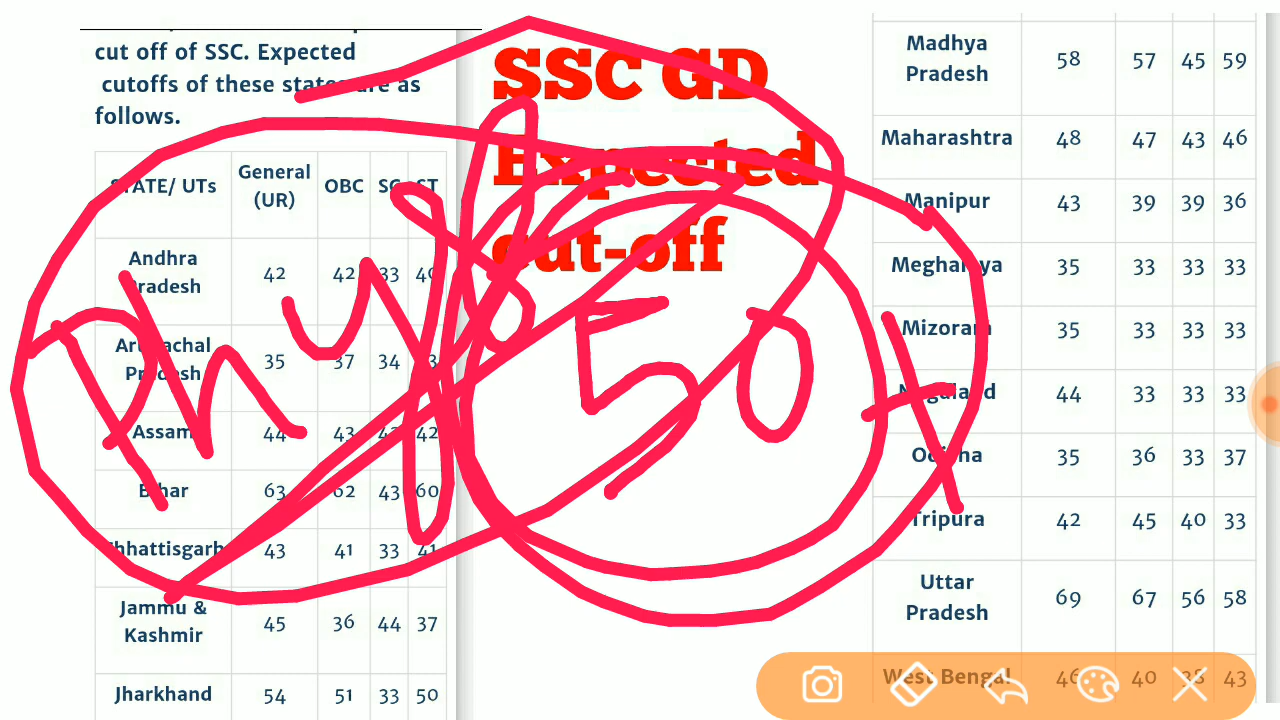 cut off of SSC. Expected
cutoffs of these states are as
follows.
STATE/ UTs General (UR) OBC SC ST
Andhra Pradesh 42 42 33 40
Arunachal Pradesh 35 37 34
Assam 44 43 42
Bihar 63 62 43 60
Chhattisgarh 43 41 33 41
Jammu & Kashmir 45 36 44 37
Jharkhand 54 51 33 50
SSC GD
Expected
cut-off
Phy
50
Madhya Pradesh 58 57 45 59
Maharashtra 48 47 43 46
Manipur 43 39 39 36
Meghalaya 35 33 33 33
Mizoram 35 33 33 33
Nagaland 44 33 33 33
Odisha 35 36 33 37
Tripura 42 45 40 33
Uttar Pradesh 69 67 56 58
West Bengal 46 40 38 43